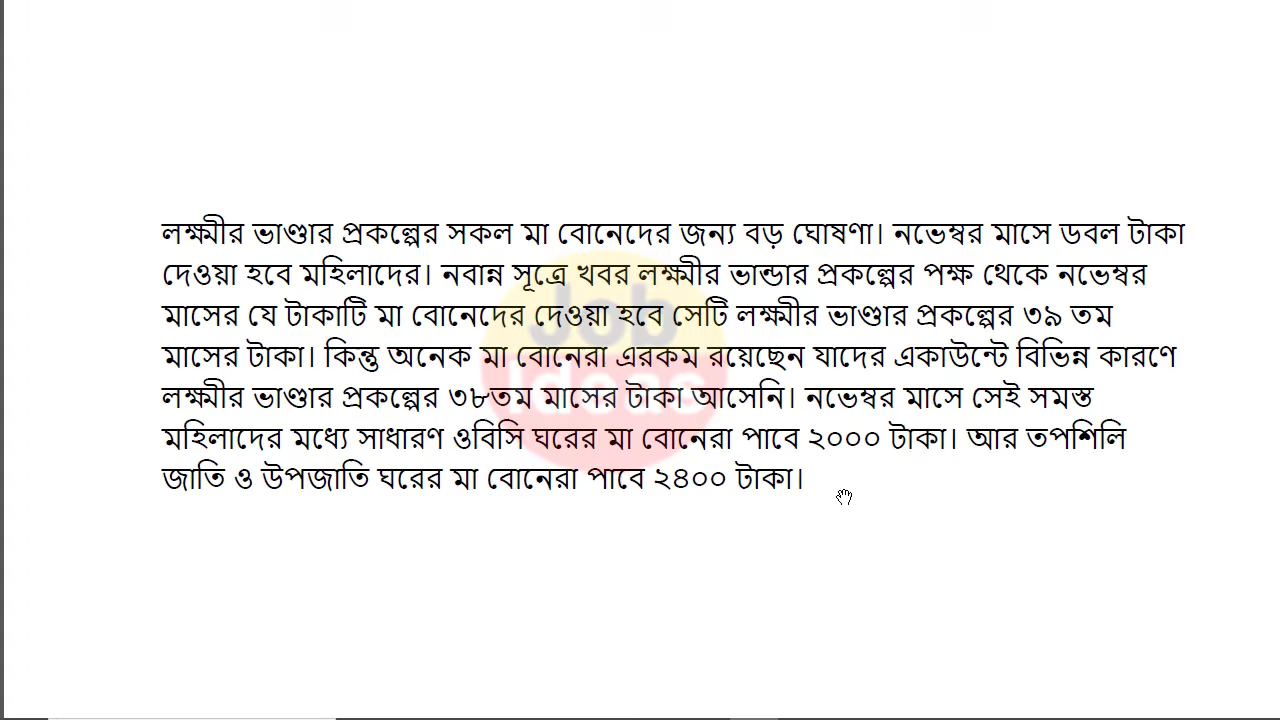 লক্ষ্মীর ভাণ্ডার প্রকল্পের সকল মা বোনেদের জন্য বড় ঘোষণা। নভেম্বর মাসে ডবল টাকা
দেওয়া হবে মহিলাদের। নবান্ন সূত্রে খবর লক্ষ্মীর ভান্ডার প্রকল্পের পক্ষ থেকে নভেম্বর
মাসের যে টাকাটি মা বোনেদের দেওয়া হবে সেটি লক্ষ্মীর ভাণ্ডার প্রকল্পের ৩৯ তম
মাসের টাকা। কিন্তু অনেক মা বোনেরা এরকম রয়েছেন যাদের একাউন্টে বিভিন্ন কারণে
লক্ষ্মীর ভাণ্ডার প্রকল্পের ৩৮তম মাসের টাকা আসেনি। নভেম্বর মাসে সেই সমস্ত
মহিলাদের মধ্যে সাধারণ ওবিসি ঘরের মা বোনেরা পাবে ২০০০ টাকা। আর তপশিলি
জাতি ও উপজাতি ঘরের মা বোনেরা পাবে ২৪০০ টাকা।
Job
Ideas